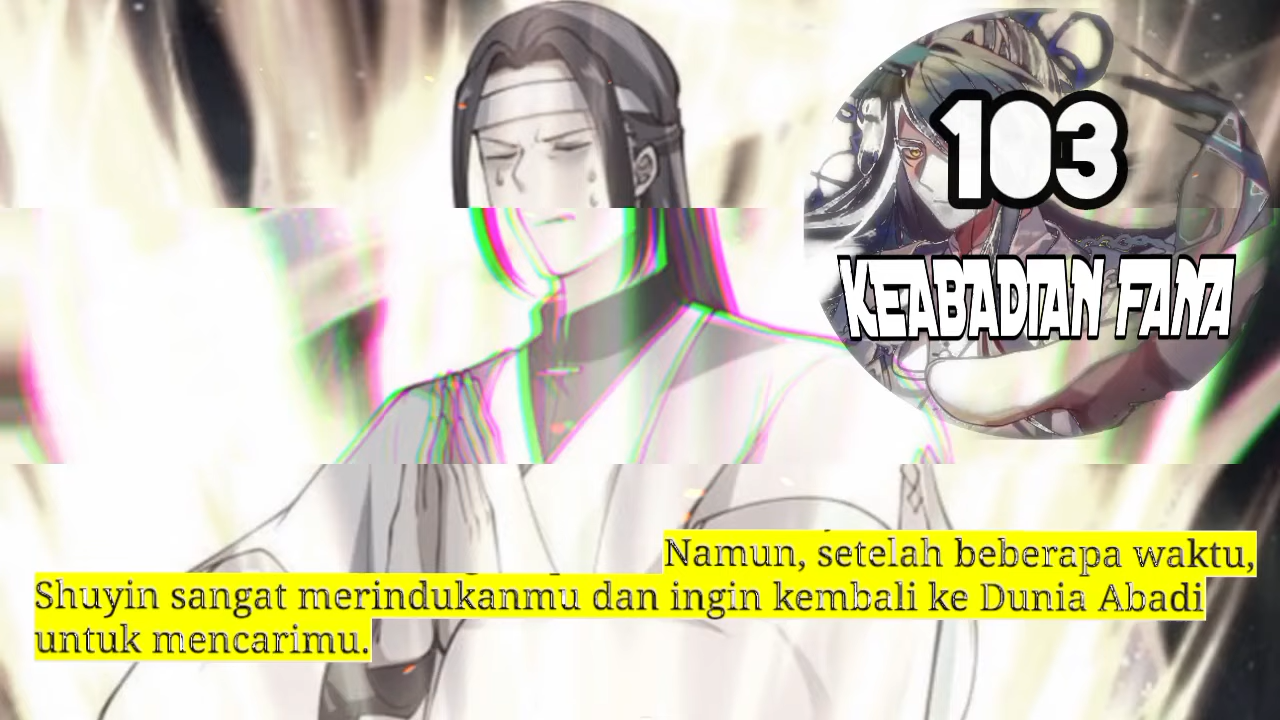 103
KEABADIAN FANA
Namun, setelah beberapa waktu,
Shuyin sangat merindukanmu dan ingin kembali ke Dunia Abadi
untuk mencarimu.